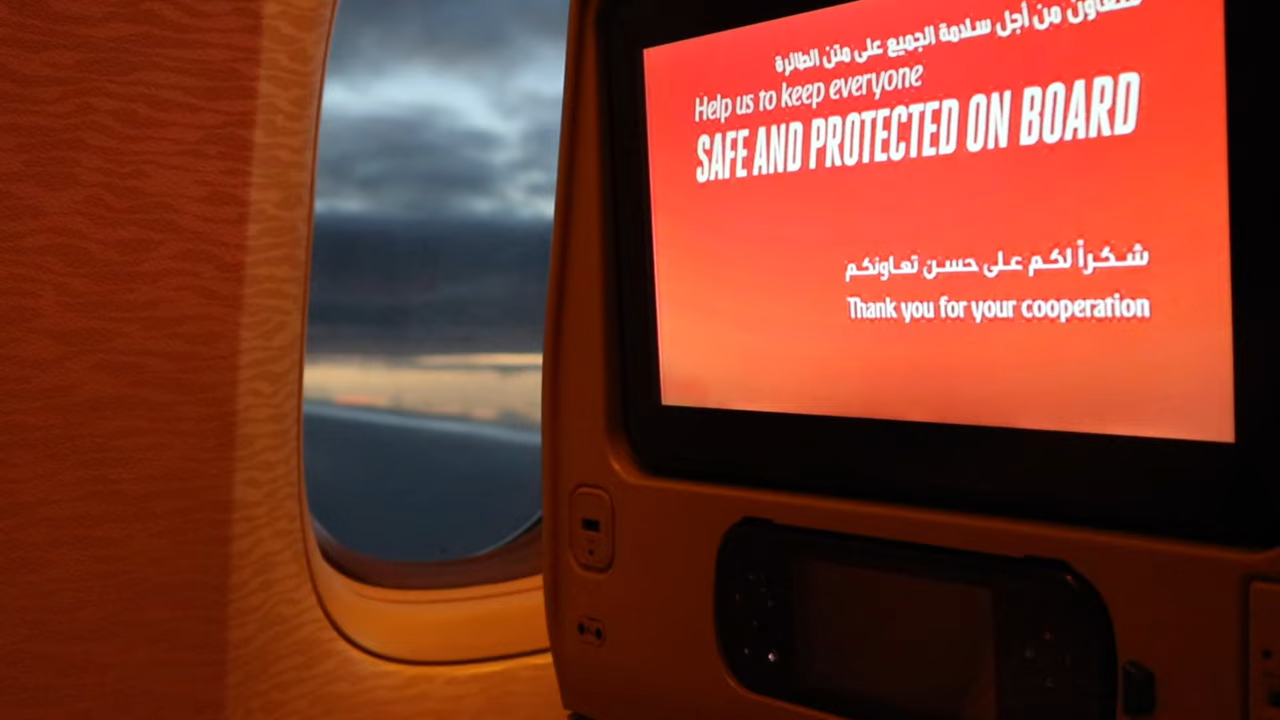 من أجل سلامة الجميع على متن الطائرة
Help us to keep everyone
SAFE AND PROTECTED ON BOARD
شكراً لكم على حسن تعاونكم
Thank you for your cooperation